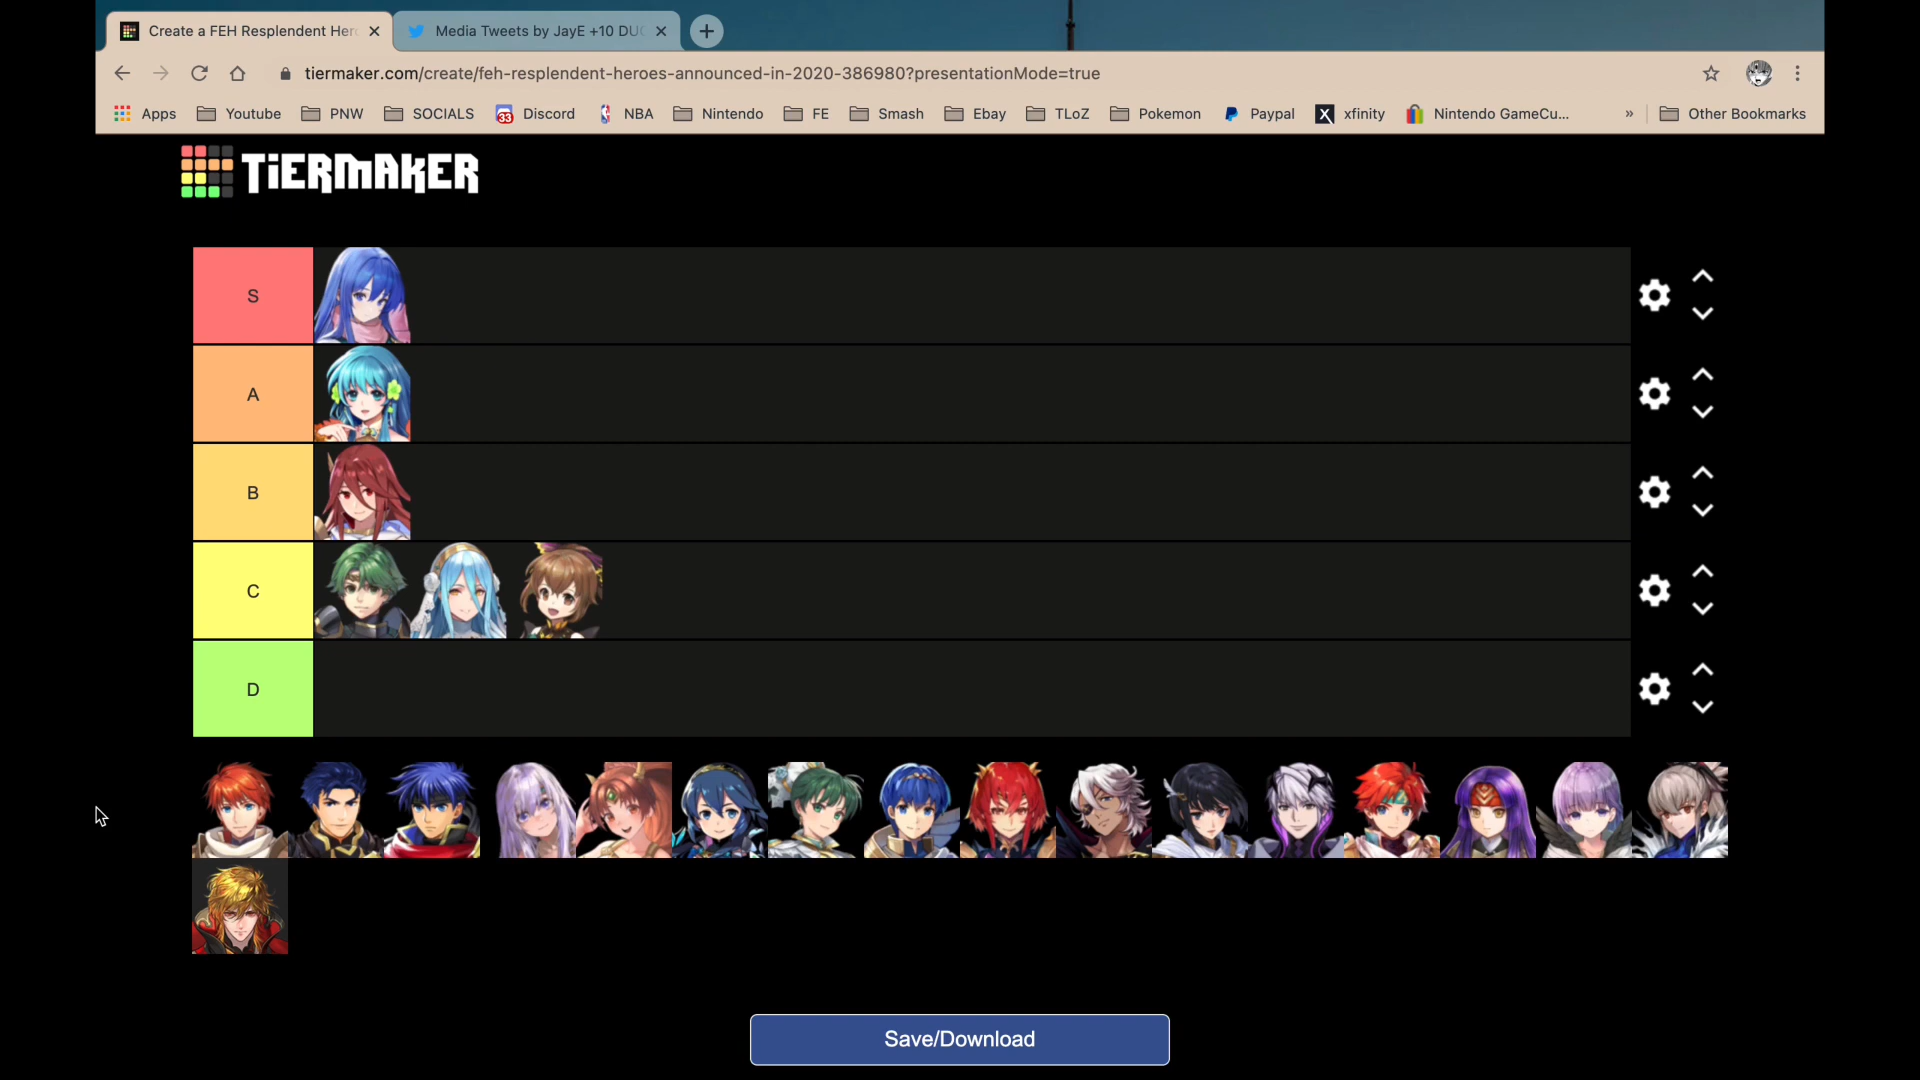 Create a FEH Resplendent Her
Media Tweets by JayE +10 DU
tiermaker.com/create/feh-resplendent-heroes-announced-in-2020-386980?presentationMode=true
Apps Youtube PNW SOCIALS 33 Discord NBA Nintendo FE Smash Ebay TLoZ Pokemon Paypal X xfinity Nintendo GameCu... » Other Bookmarks
TiERMAKER
S
A
B
C
D
Save/Download